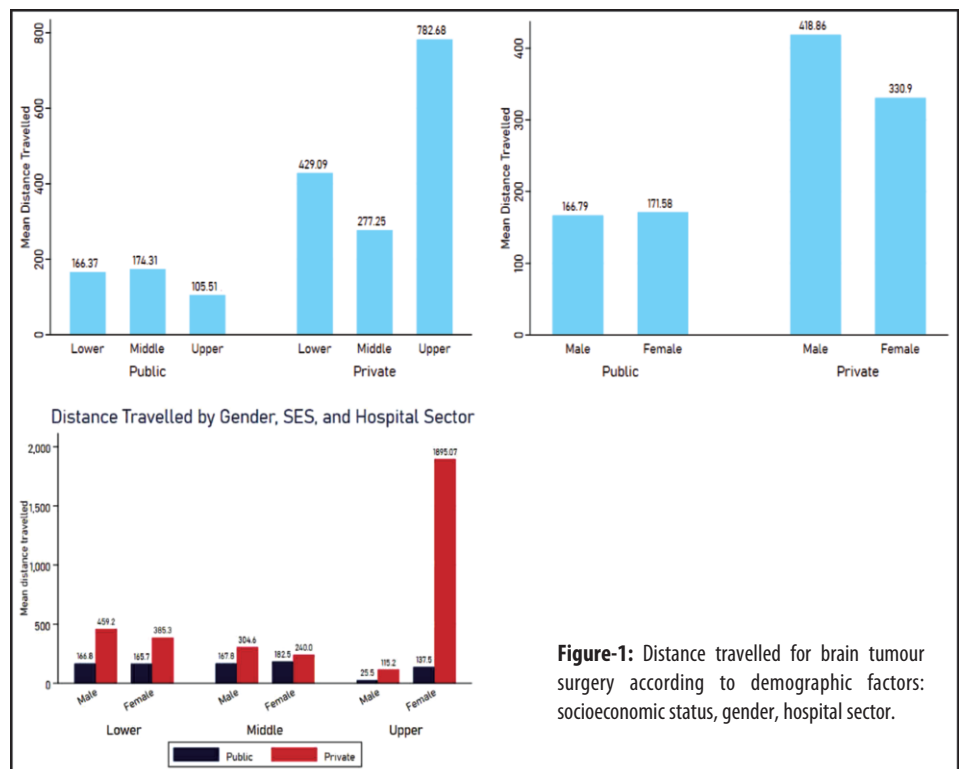 800
600
400
200
0
Mean Distance Travelled
166.37
174.31
105.51
429.09
277.25
782.68
Lower Middle Upper Lower Middle Upper
Public Private
400
300
200
100
0
Mean Distance Travelled
166.79
171.58
418.86
330.9
Male Female Male Female
Public Private
Distance Travelled by Gender, SES, and Hospital Sector
2,000
1,500
1,000
500
0
Mean distance travelled
166.8
459.2
165.7
385.3
167.8
304.6
182.5
240.0
25.5
115.2
137.5
1895.07
Male Female Male Female Male Female
Lower Middle Upper
Public Private
Figure-1: Distance travelled for brain tumour
surgery according to demographic factors:
socioeconomic status, gender, hospital sector.